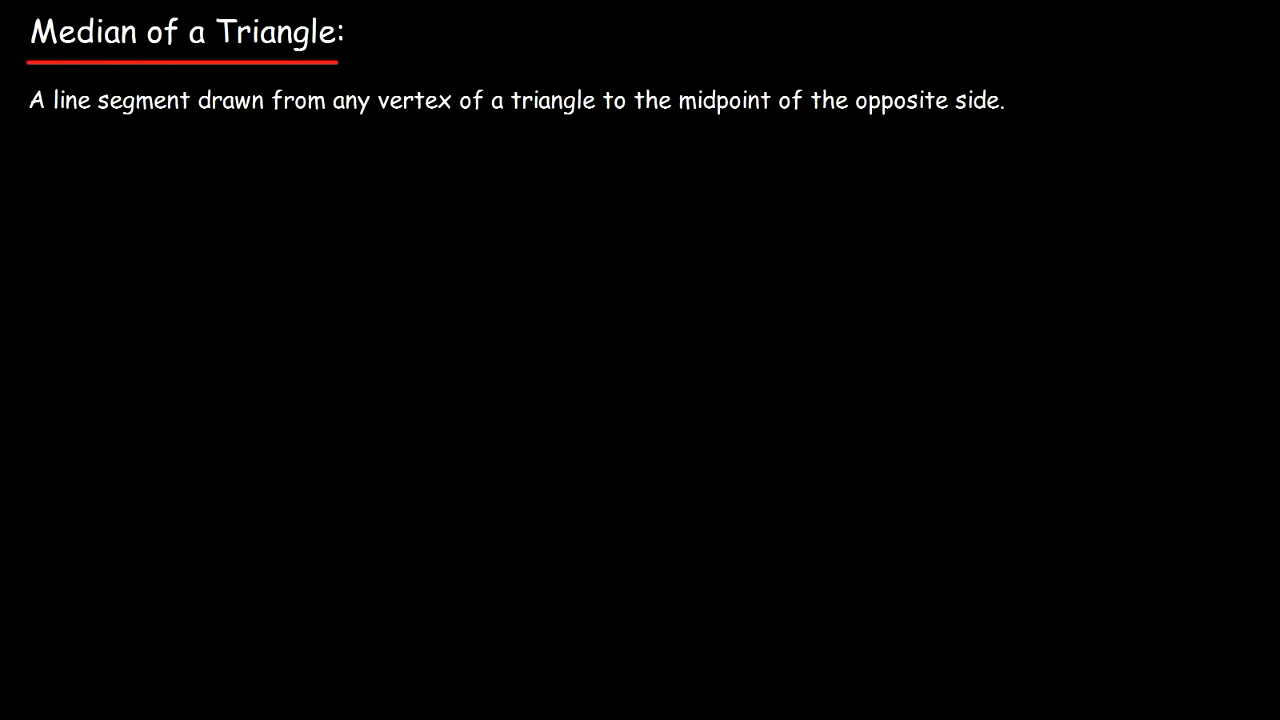 Median of a Triangle:
A line segment drawn from any vertex of a triangle to the midpoint of the opposite side.